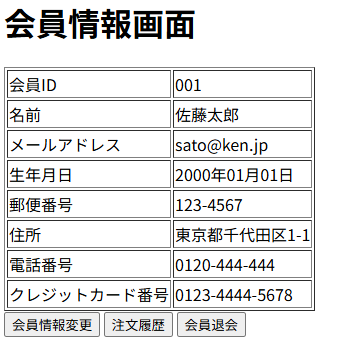 会員情報画面
会員ID 001
名前 佐藤太郎
メールアドレス sato@ken.jp
生年月日 2000年01月01日
郵便番号 123-4567
住所 東京都千代田区1-1
電話番号 0120-444-444
クレジットカード番号 0123-4444-5678
会員情報変更 注文履歴 会員退会